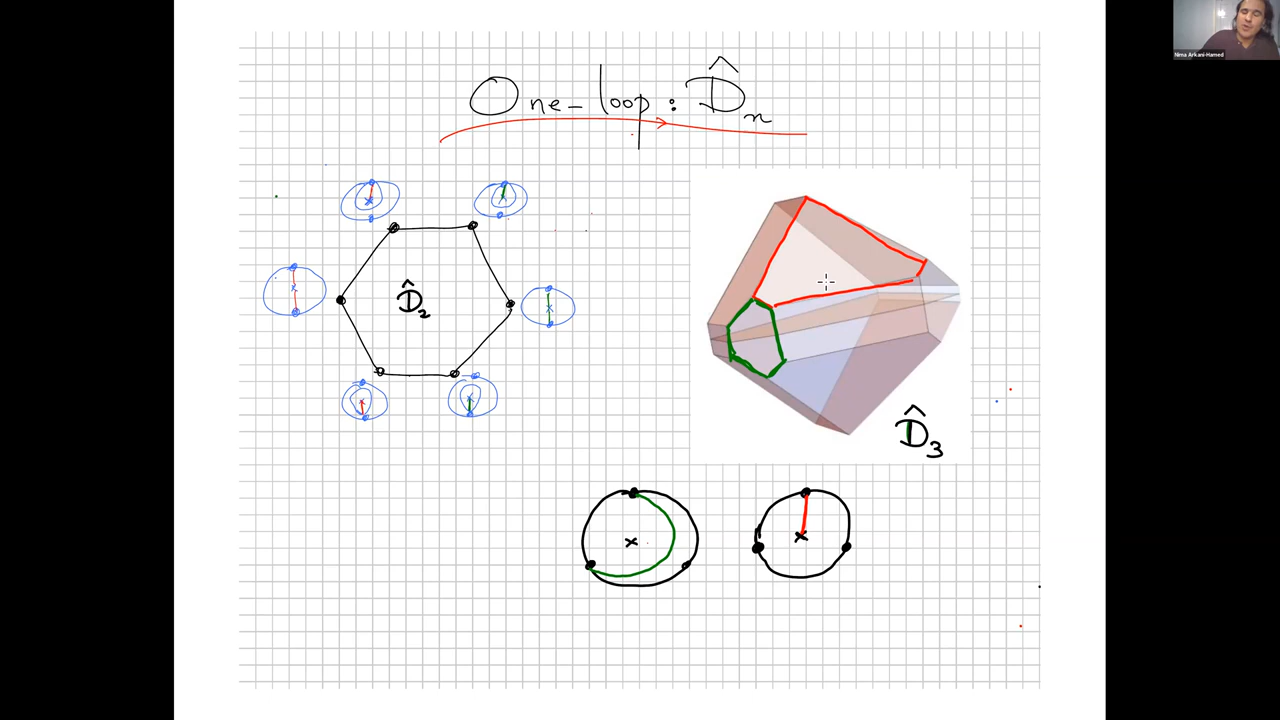 Nima Arkani-Hamed
One-loop : D̂n
D̂2
D̂3